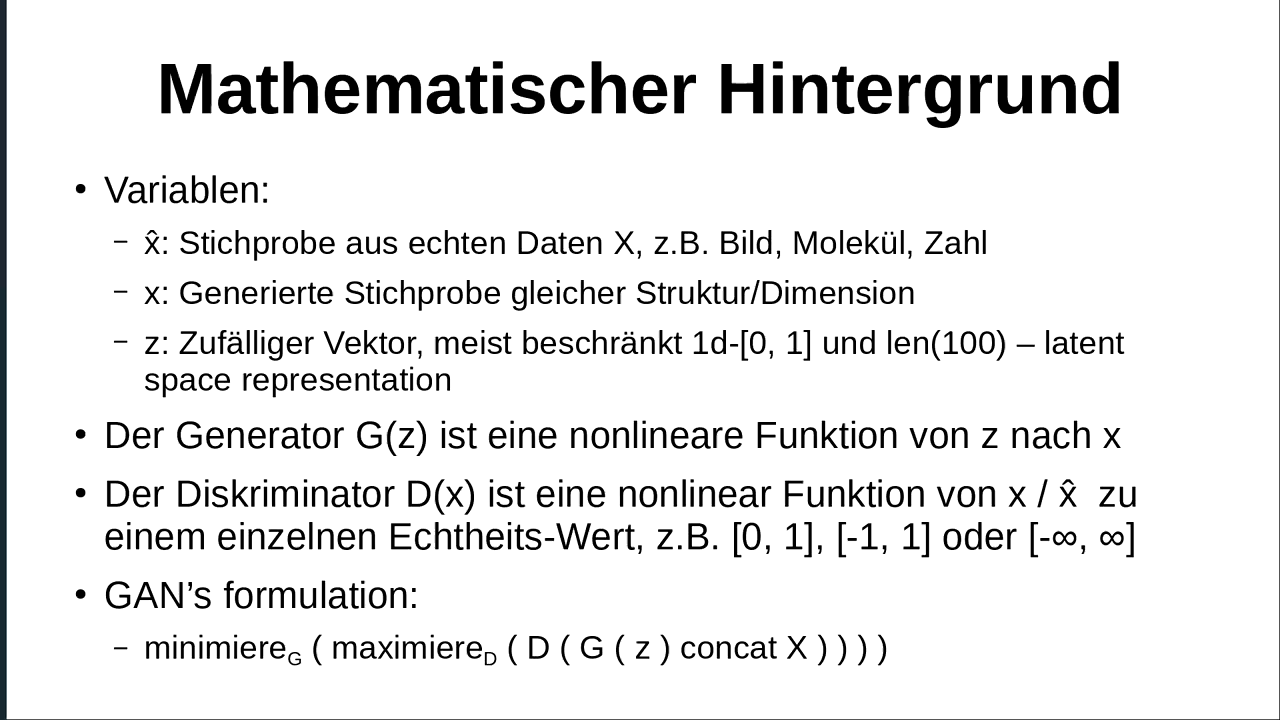 Mathematischer Hintergrund
• Variablen:
– x̂: Stichprobe aus echten Daten X, z.B. Bild, Molekül, Zahl
– x: Generierte Stichprobe gleicher Struktur/Dimension
– z: Zufälliger Vektor, meist beschränkt 1d-[0, 1] und len(100) – latent
space representation
• Der Generator G(z) ist eine nonlineare Funktion von z nach x
• Der Diskriminator D(x) ist eine nonlinear Funktion von x / x̂  zu
einem einzelnen Echtheits-Wert, z.B. [0, 1], [-1, 1] oder [-∞, ∞]
• GAN’s formulation:
– minimiere_G ( maximiere_D ( D ( G ( z ) concat X ) ) ) )